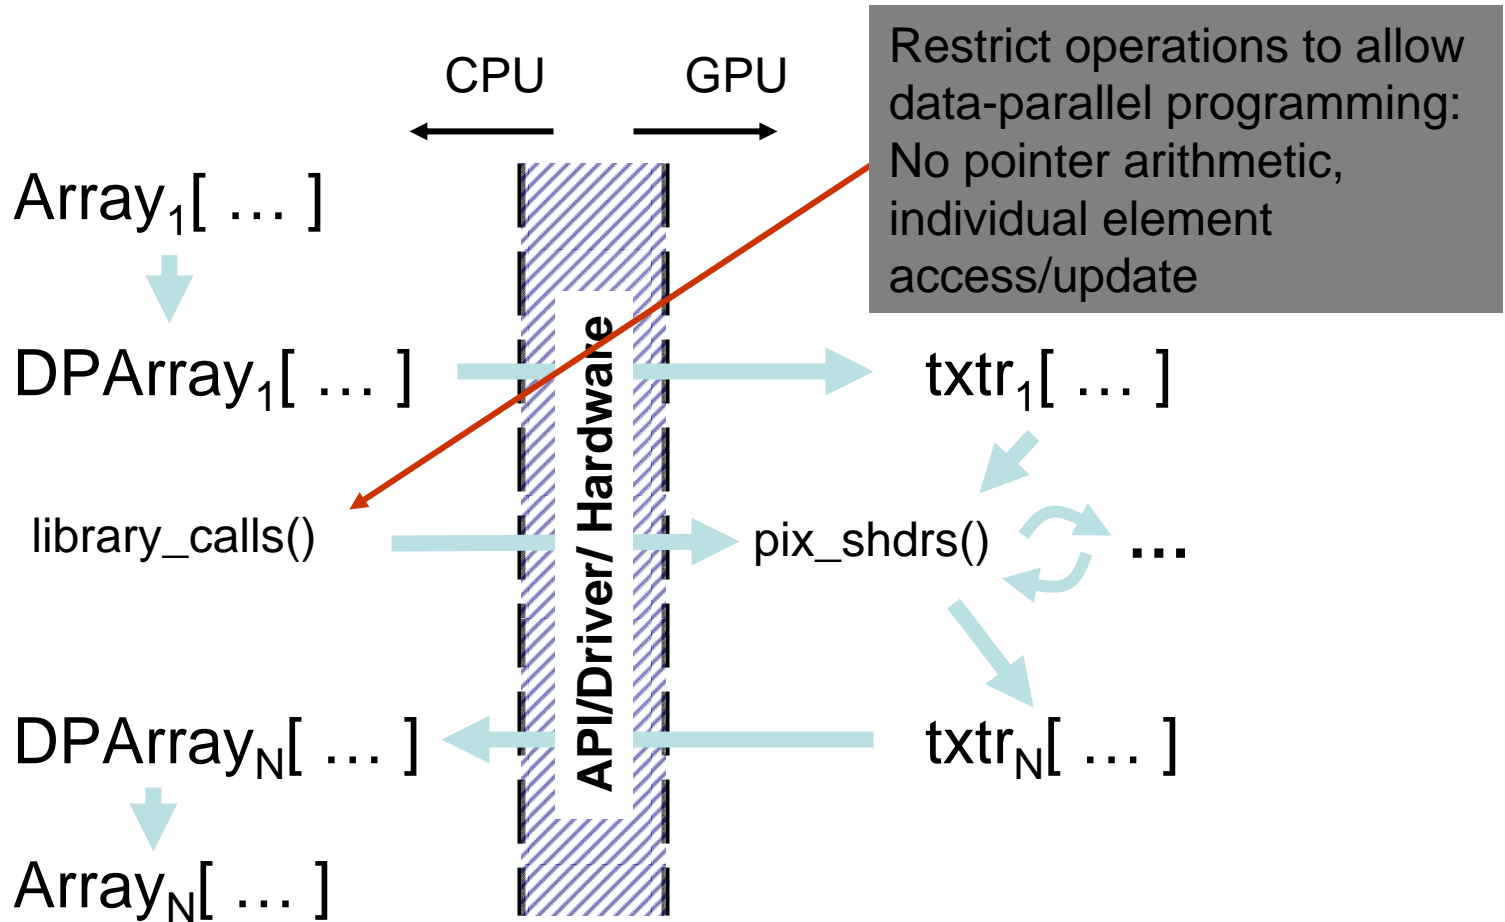 CPU
GPU
Restrict operations to allow
data-parallel programming:
No pointer arithmetic,
individual element
access/update
Array1[ … ]
DPArray1[ … ]
txtr1[ … ]
API/Driver/ Hardware
library_calls()
pix_shdrs()
…
DPArrayN[ … ]
txtrN[ … ]
ArrayN[ … ]